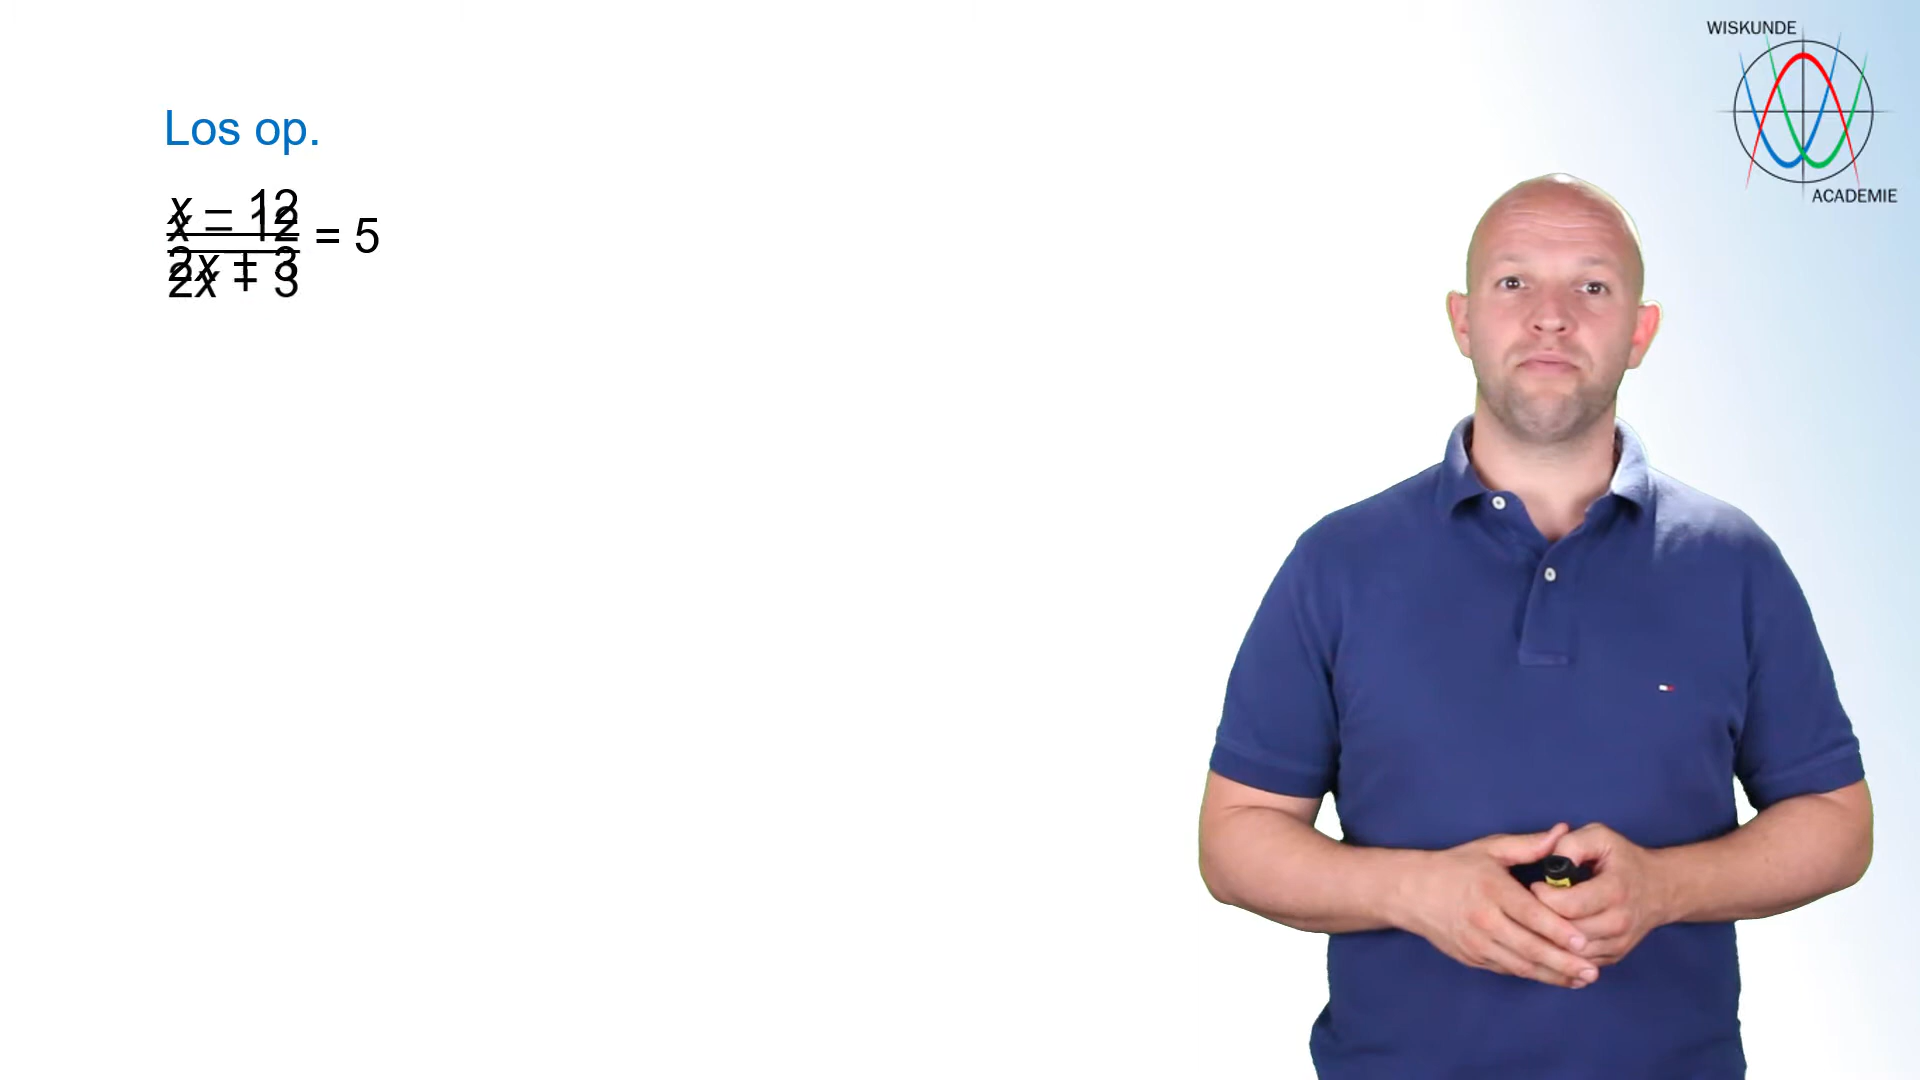 WISKUNDE
ACADEMIE
Los op.
x – 12
2x + 3
= 5